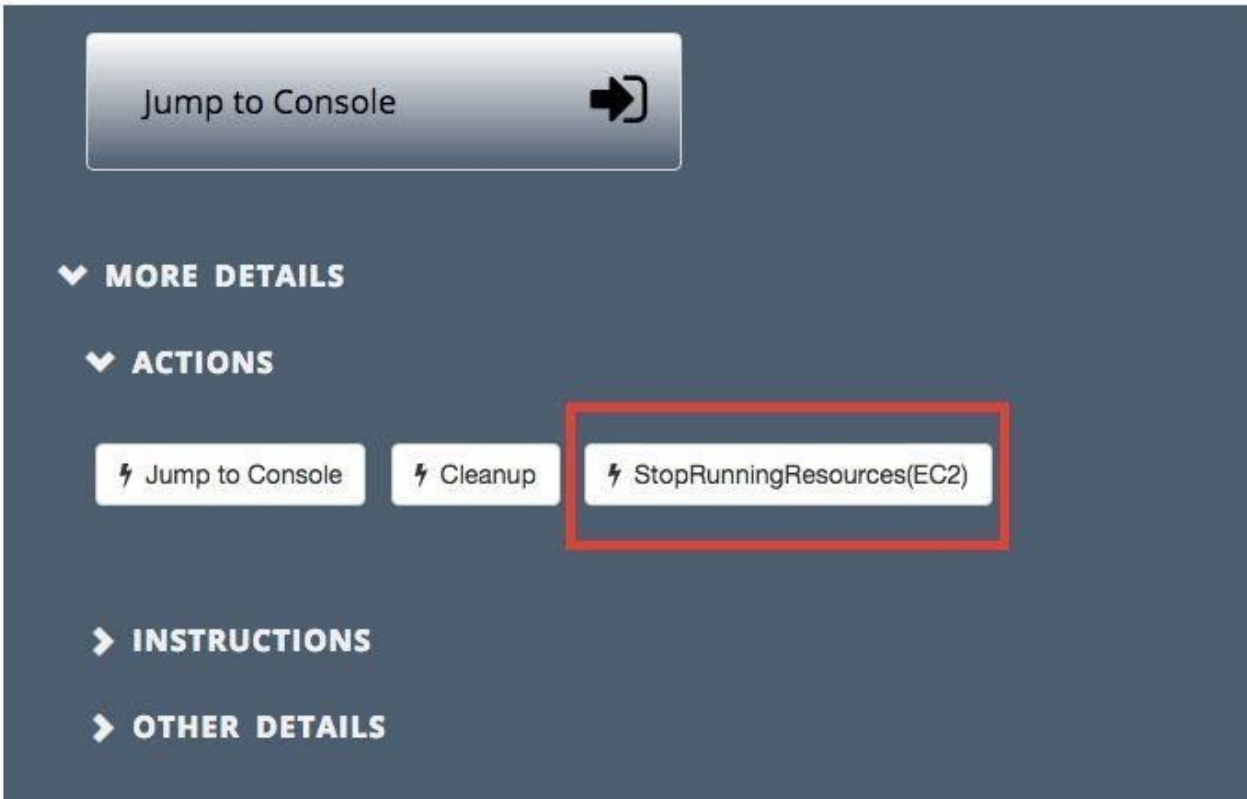 Jump to Console
MORE DETAILS
ACTIONS
Jump to Console Cleanup StopRunningResources(EC2)
INSTRUCTIONS
OTHER DETAILS